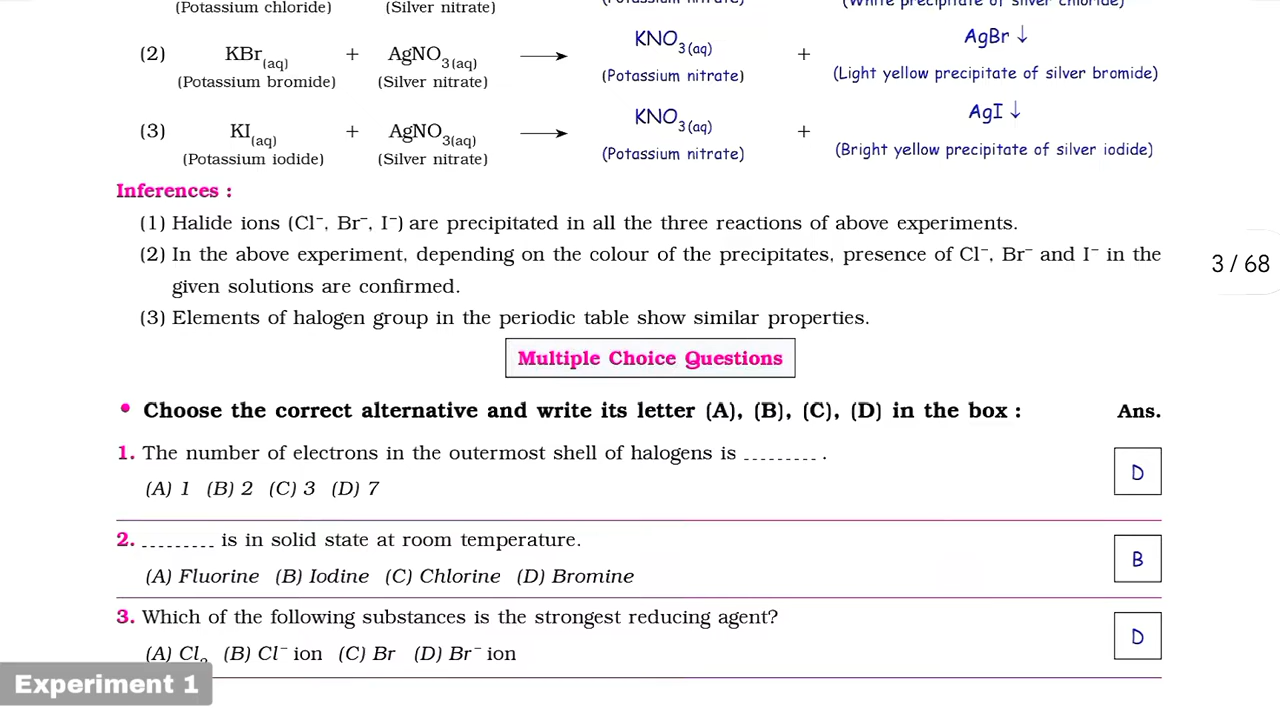 (Potassium chloride) (Silver nitrate) (Potassium nitrate) (White precipitate of silver chloride)
(2) KBr(aq) + AgNO3(aq) ⟶ KNO3(aq) + AgBr ↓
(Potassium bromide) (Silver nitrate) (Potassium nitrate) (Light yellow precipitate of silver bromide)
(3) KI(aq) + AgNO3(aq) ⟶ KNO3(aq) + AgI ↓
(Potassium iodide) (Silver nitrate) (Potassium nitrate) (Bright yellow precipitate of silver iodide)
Inferences :
(1) Halide ions (Cl⁻, Br⁻, I⁻) are precipitated in all the three reactions of above experiments.
(2) In the above experiment, depending on the colour of the precipitates, presence of Cl⁻, Br⁻ and I⁻ in the
given solutions are confirmed.
3 / 68
(3) Elements of halogen group in the periodic table show similar properties.
Multiple Choice Questions
• Choose the correct alternative and write its letter (A), (B), (C), (D) in the box : Ans.
1. The number of electrons in the outermost shell of halogens is --------- .
D
(A) 1 (B) 2 (C) 3 (D) 7
2. --------- is in solid state at room temperature.
B
(A) Fluorine (B) Iodine (C) Chlorine (D) Bromine
3. Which of the following substances is the strongest reducing agent?
D
(A) Cl2 (B) Cl⁻ ion (C) Br (D) Br⁻ ion
Experiment 1